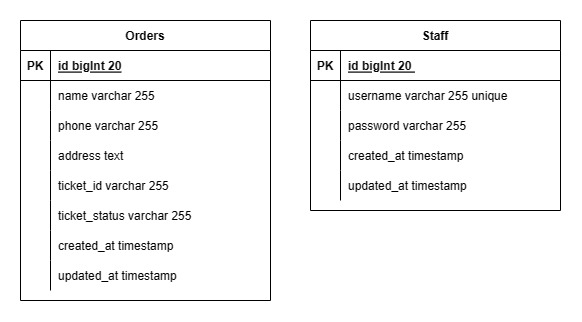 Orders
PK id bigInt 20
name varchar 255
phone varchar 255
address text
ticket_id varchar 255
ticket_status varchar 255
created_at timestamp
updated_at timestamp
Staff
PK id bigInt 20
username varchar 255 unique
password varchar 255
created_at timestamp
updated_at timestamp